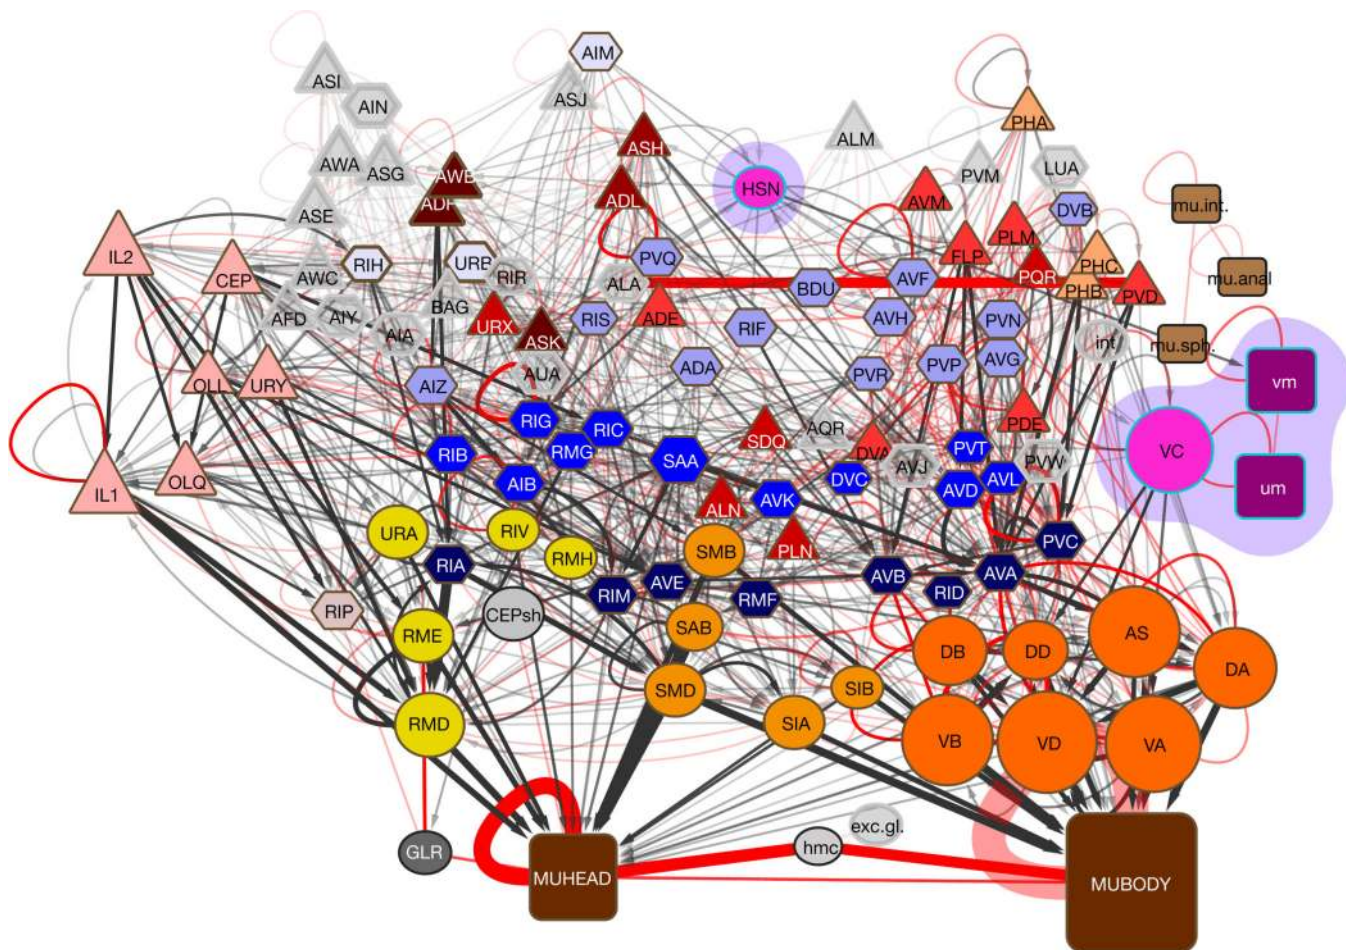 AIM
ASI
ASJ
AIN
PHA
ASH
ALM
AWA
ASG
LUA
PVM
AWB
HSN
ADL
AVM
mu.int.
ASE
DVB
PLM
IL2
PVQ
FLP
RIH
URB
CEP
AWC
RIR
ALA
AVF
PQR
PHC
mu.anal
BDU
PHB
PVD
AFD
AIY
BAG
URX
RIS
ADE
RIF
AVH
PVN
AIA
ASK
int
mu.sph.
AVG
OLL
URY
AIZ
AUA
ADA
PVR
PVP
vm
RIG
PDE
RIC
SDQ
AQR
RIB
RMG
SAA
DVA
PVT
VC
PVW
AVJ
IL1
OLQ
AIB
DVC
AVD
AVL
um
AVK
ALN
URA
RIV
PLN
PVC
SMB
RMH
RIA
AVE
AVB
AVA
RIM
RMF
RID
RIP
CEPsh
SAB
AS
RME
DB
DD
DA
SMD
SIB
RMD
SIA
VB
VD
VA
exc.gl.
GLR
hmc
MUHEAD
MUBODY